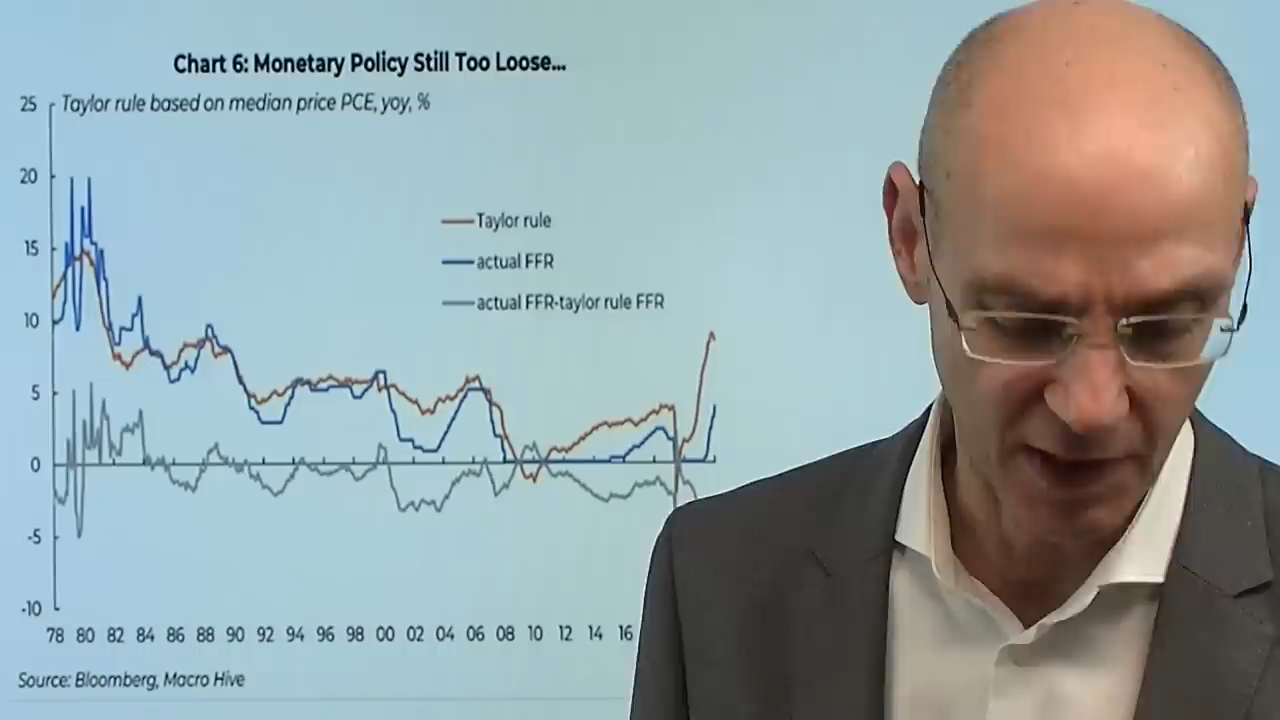 Chart 6: Monetary Policy Still Too Loose...
25
Taylor rule based on median price PCE, yoy, %
20
15
10
5
0
-5
-10
Taylor rule
actual FFR
actual FFR-taylor rule FFR
78 80 82 84 86 88 90 92 94 96 98 00 02 04 06 08 10 12 14 16
Source: Bloomberg, Macro Hive